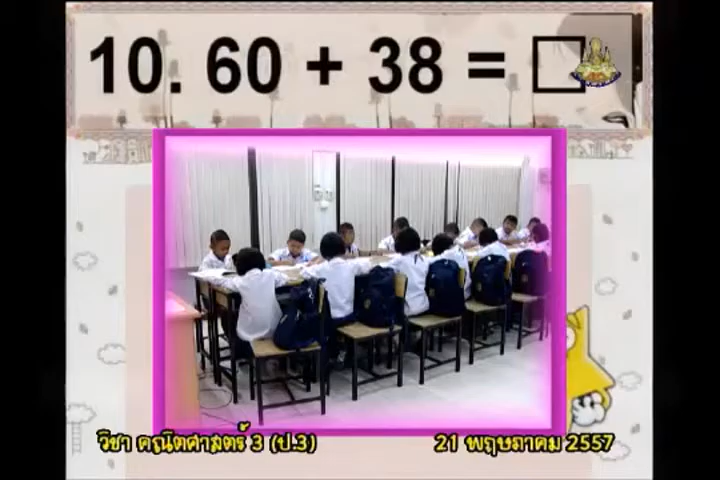 10. 60 + 38 = □
วิชา คณิตศาสตร์ 3 (ป.3)
21 พฤษภาคม 2557